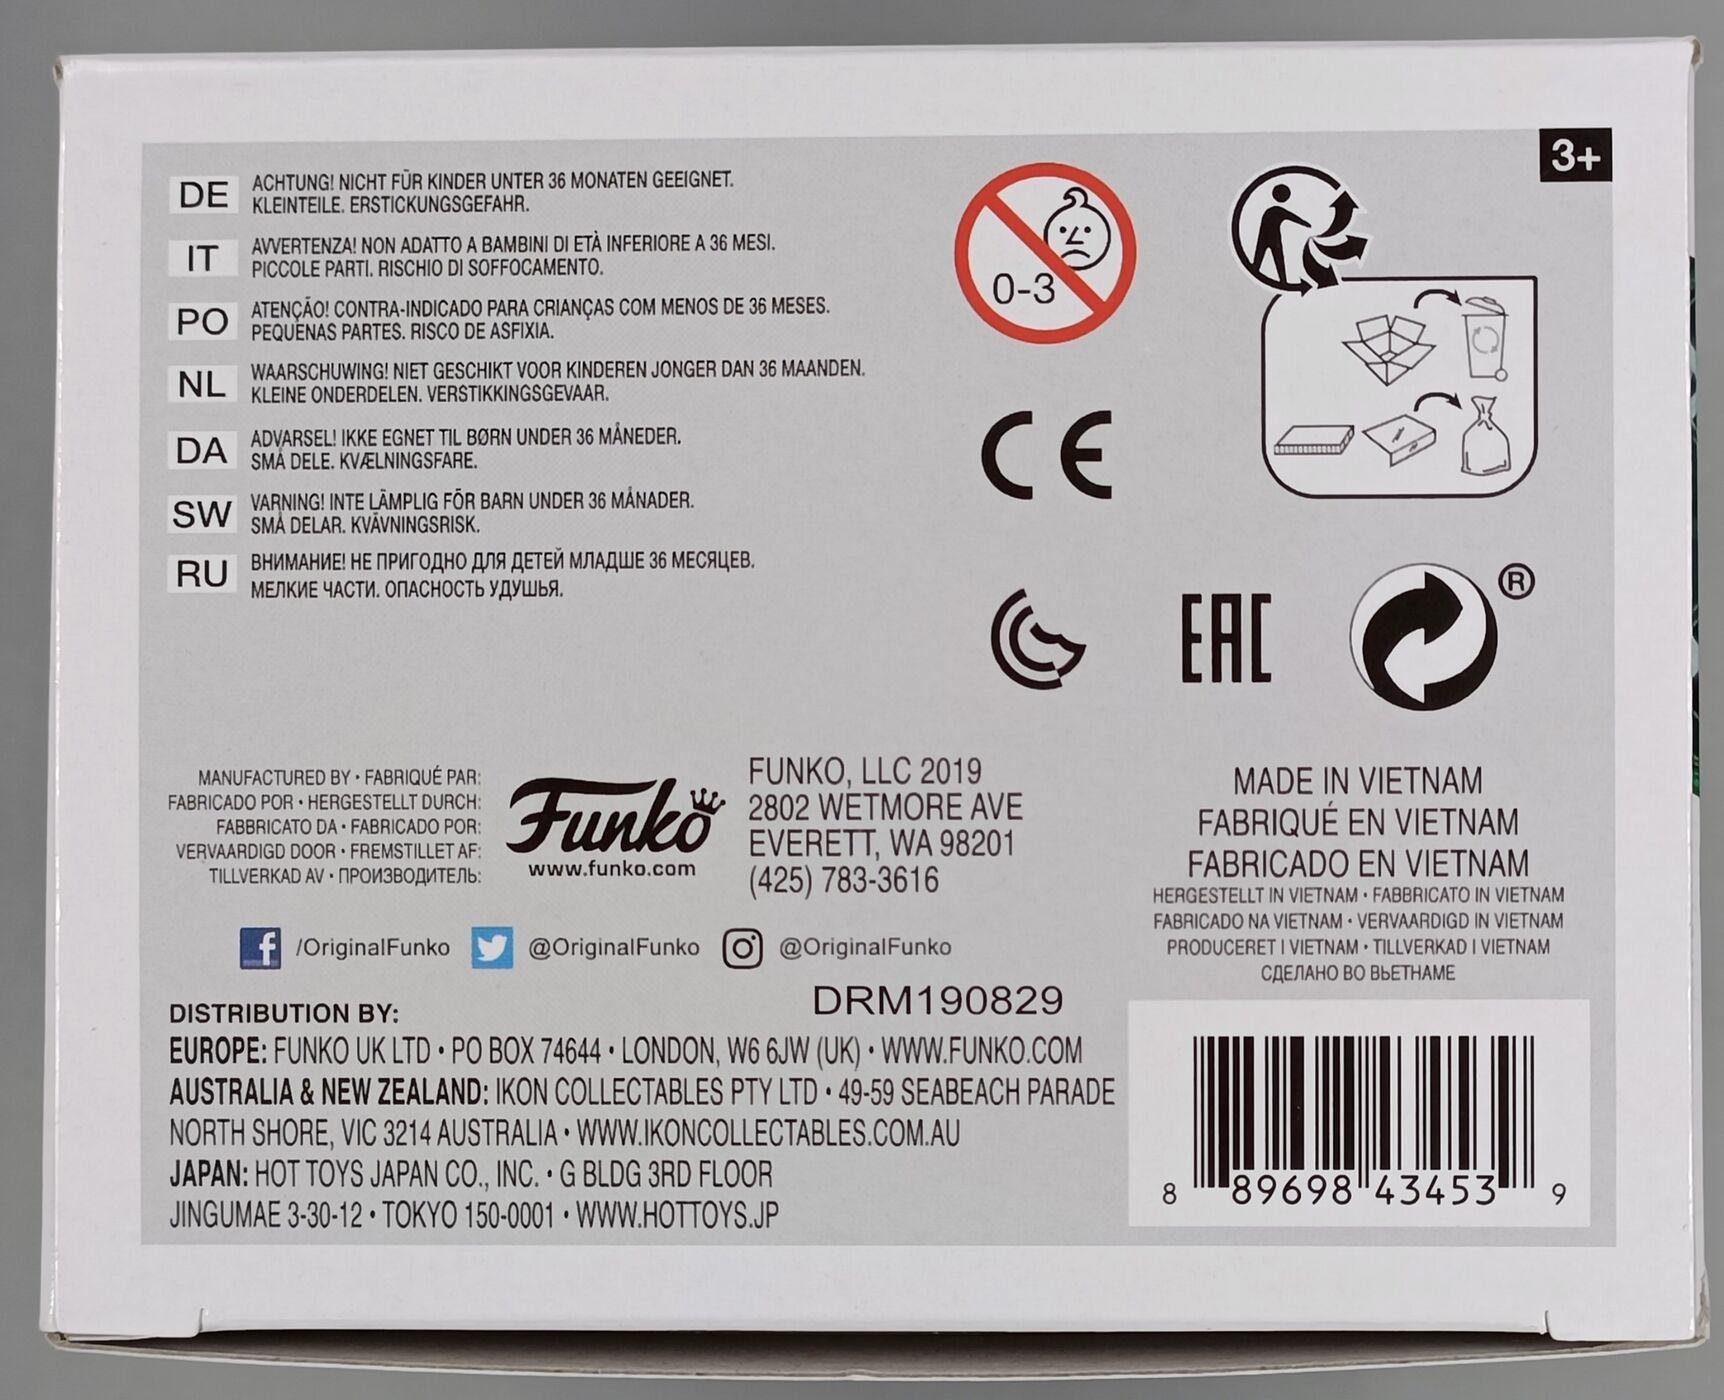 3+
DE ACHTUNG! NICHT FÜR KINDER UNTER 36 MONATEN GEEIGNET.
KLEINTEILE. ERSTICKUNGSGEFAHR.
IT AVVERTENZA! NON ADATTO A BAMBINI DI ETÀ INFERIORE A 36 MESI.
PICCOLE PARTI. RISCHIO DI SOFFOCAMENTO.
PO ATENÇÃO! CONTRA-INDICADO PARA CRIANÇAS COM MENOS DE 36 MESES.
PEQUENAS PARTES. RISCO DE ASFIXIA.
NL WAARSCHUWING! NIET GESCHIKT VOOR KINDEREN JONGER DAN 36 MAANDEN.
KLEINE ONDERDELEN. VERSTIKKINGSGEVAAR.
DA ADVARSEL! IKKE EGNET TIL BØRN UNDER 36 MÅNEDER.
SMÅ DELE. KVÆLNINGSFARE.
SW VARNING! INTE LÄMPLIG FÖR BARN UNDER 36 MÅNADER.
SMÅ DELAR. KVÄVNINGSRISK.
RU ВНИМАНИЕ! НЕ ПРИГОДНО ДЛЯ ДЕТЕЙ МЛАДШЕ 36 МЕСЯЦЕВ.
МЕЛКИЕ ЧАСТИ. ОПАСНОСТЬ УДУШЬЯ.
0-3
CE
EAC
®
MANUFACTURED BY • FABRIQUÉ PAR:
FABRICADO POR • HERGESTELLT DURCH:
FABBRICATO DA • FABRICADO POR:
VERVAARDIGD DOOR • FREMSTILLET AF:
TILLVERKAD AV • ПРОИЗВОДИТЕЛЬ:
Funko
www.funko.com
FUNKO, LLC 2019
2802 WETMORE AVE
EVERETT, WA 98201
(425) 783-3616
MADE IN VIETNAM
FABRIQUÉ EN VIETNAM
FABRICADO EN VIETNAM
HERGESTELLT IN VIETNAM • FABBRICATO IN VIETNAM
FABRICADO NA VIETNAM • VERVAARDIGD IN VIETNAM
PRODUCERET I VIETNAM • TILLVERKAD I VIETNAM
СДЕЛАНО ВО ВЬЕТНАМЕ
/OriginalFunko @OriginalFunko @OriginalFunko
DRM190829
DISTRIBUTION BY:
EUROPE: FUNKO UK LTD • PO BOX 74644 • LONDON, W6 6JW (UK) • WWW.FUNKO.COM
AUSTRALIA & NEW ZEALAND: IKON COLLECTABLES PTY LTD • 49-59 SEABEACH PARADE
NORTH SHORE, VIC 3214 AUSTRALIA • WWW.IKONCOLLECTABLES.COM.AU
JAPAN: HOT TOYS JAPAN CO., INC. • G BLDG 3RD FLOOR
JINGUMAE 3-30-12 • TOKYO 150-0001 • WWW.HOTTOYS.JP
8 89698 43453 9